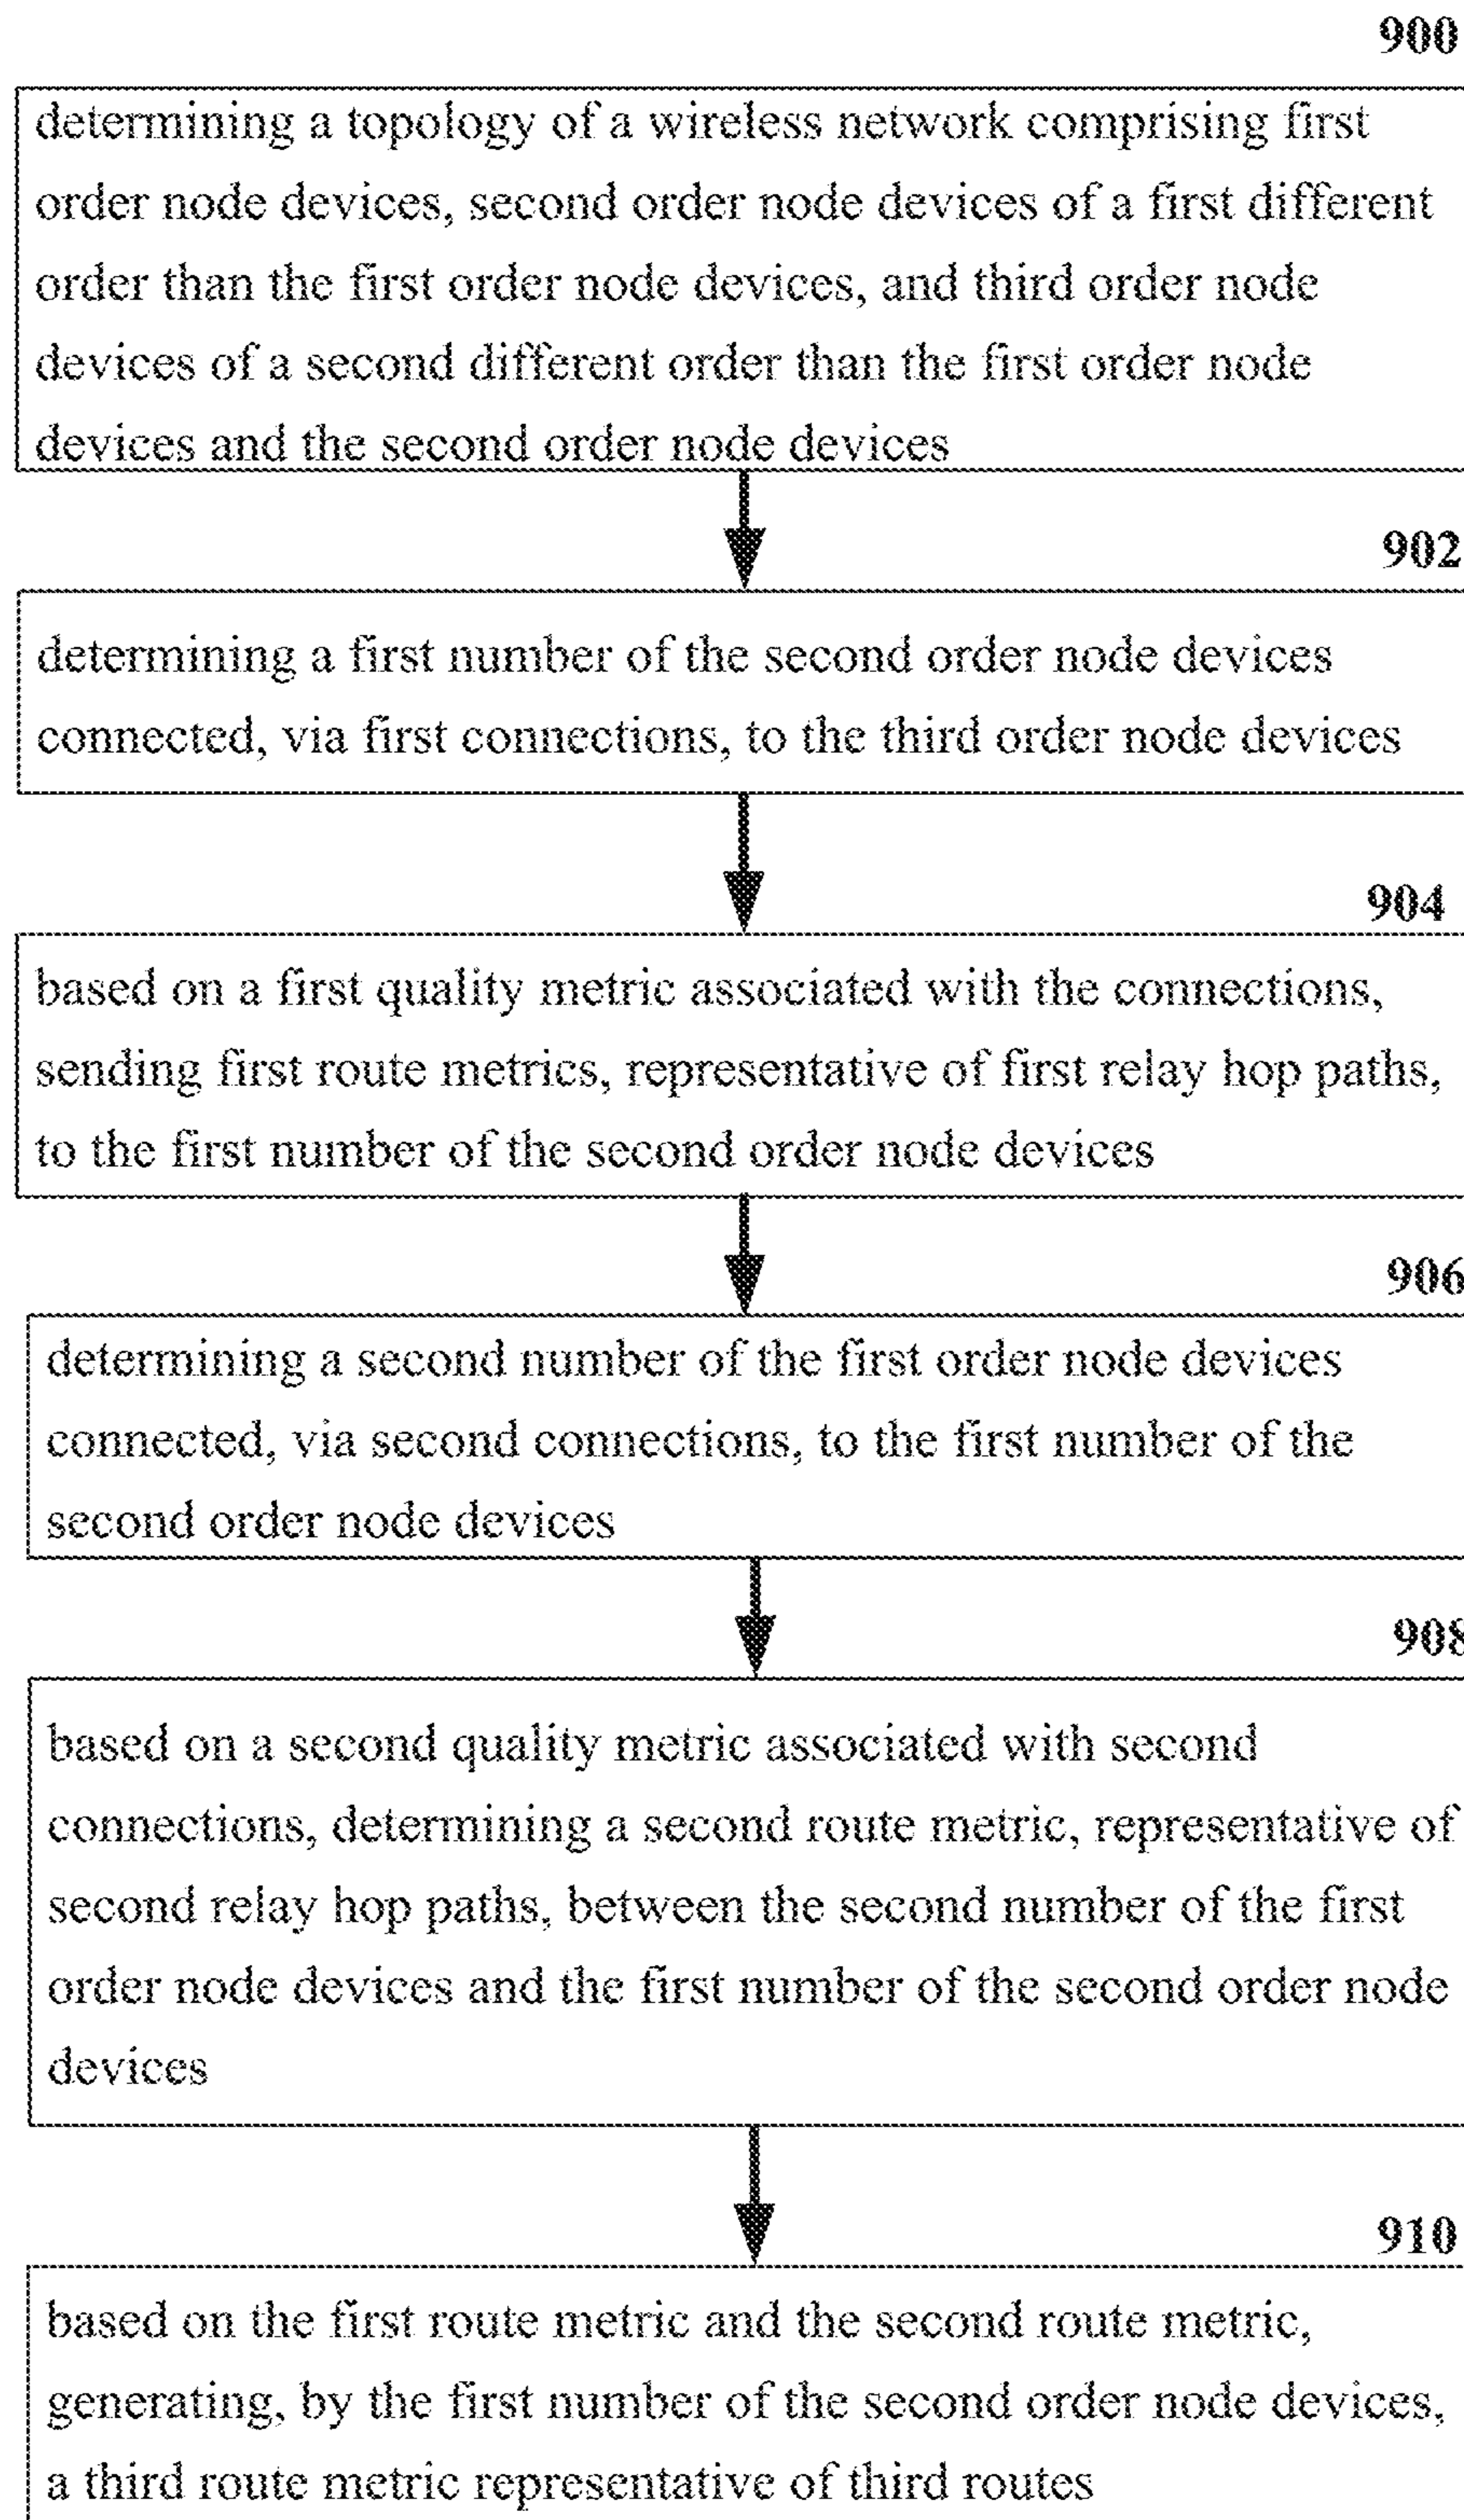 900
determining a topology of a wireless network comprising first
order node devices, second order node devices of a first different
order than the first order node devices, and third order node
devices of a second different order than the first order node
devices and the second order node devices
902
determining a first number of the second order node devices
connected, via first connections, to the third order node devices
904
based on a first quality metric associated with the connections,
sending first route metrics, representative of first relay hop paths,
to the first number of the second order node devices
906
determining a second number of the first order node devices
connected, via second connections, to the first number of the
second order node devices
908
based on a second quality metric associated with second
connections, determining a second route metric, representative of
second relay hop paths, between the second number of the first
order node devices and the first number of the second order node
devices
910
based on the first route metric and the second route metric,
generating, by the first number of the second order node devices,
a third route metric representative of third routes